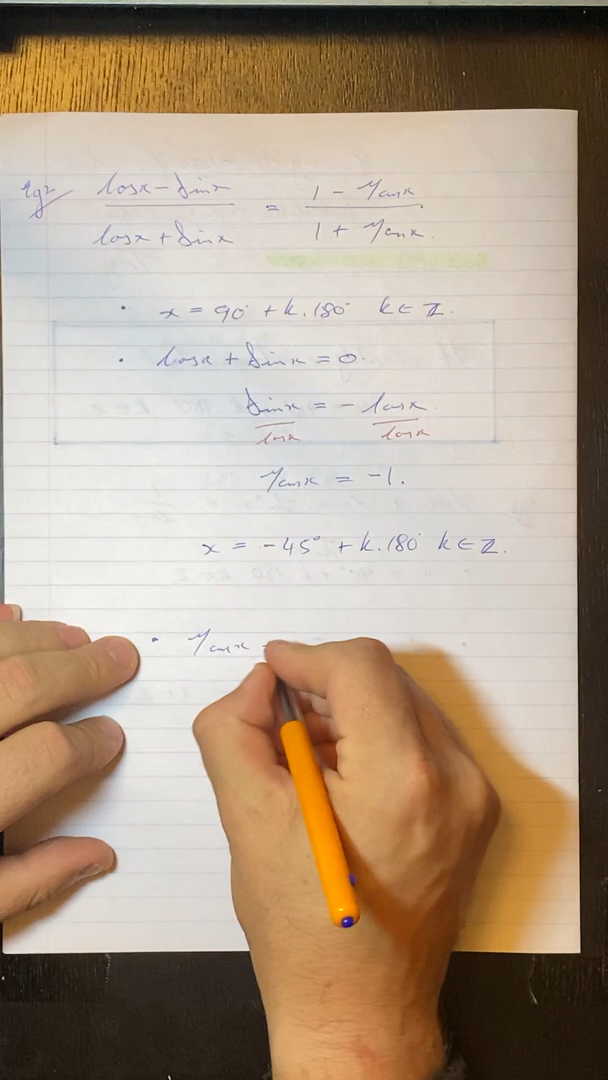 Eg2 cosx - sinx / cosx + sinx = 1 - tanx / 1 + tanx.
• x = 90° + k.180° k ∈ Z.
• cosx + sinx = 0.
sinx / cosx = - cosx / cosx
tanx = -1.
x = -45° + k.180° k ∈ Z.
• tanx